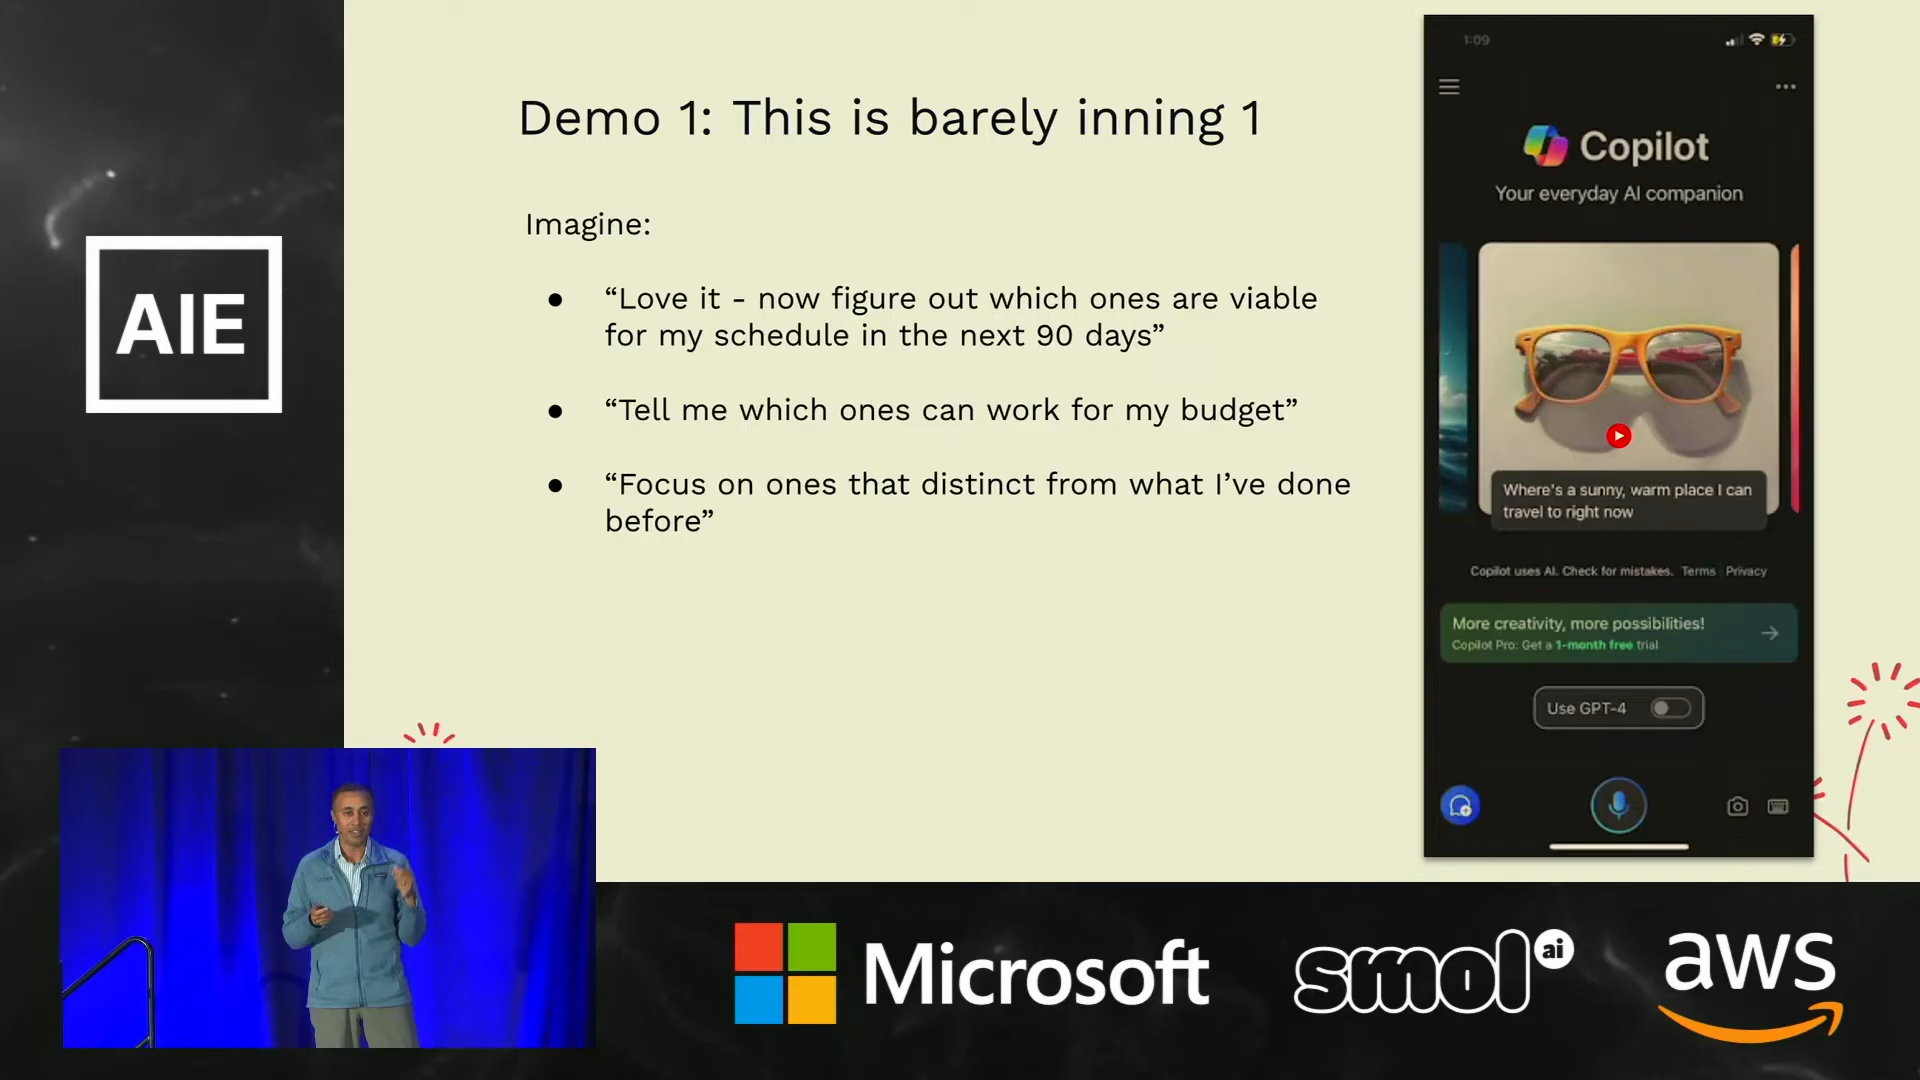 AIE
Demo 1: This is barely inning 1
Imagine:
● “Love it - now figure out which ones are viable
for my schedule in the next 90 days”
● “Tell me which ones can work for my budget”
● “Focus on ones that distinct from what I’ve done
before”
1:09
Copilot
Your everyday AI companion
Where's a sunny, warm place I can
travel to right now
Copilot uses AI. Check for mistakes. Terms Privacy
More creativity, more possibilities!
Copilot Pro: Get a 1-month free trial
Use GPT-4
Microsoft
smol ai
aws